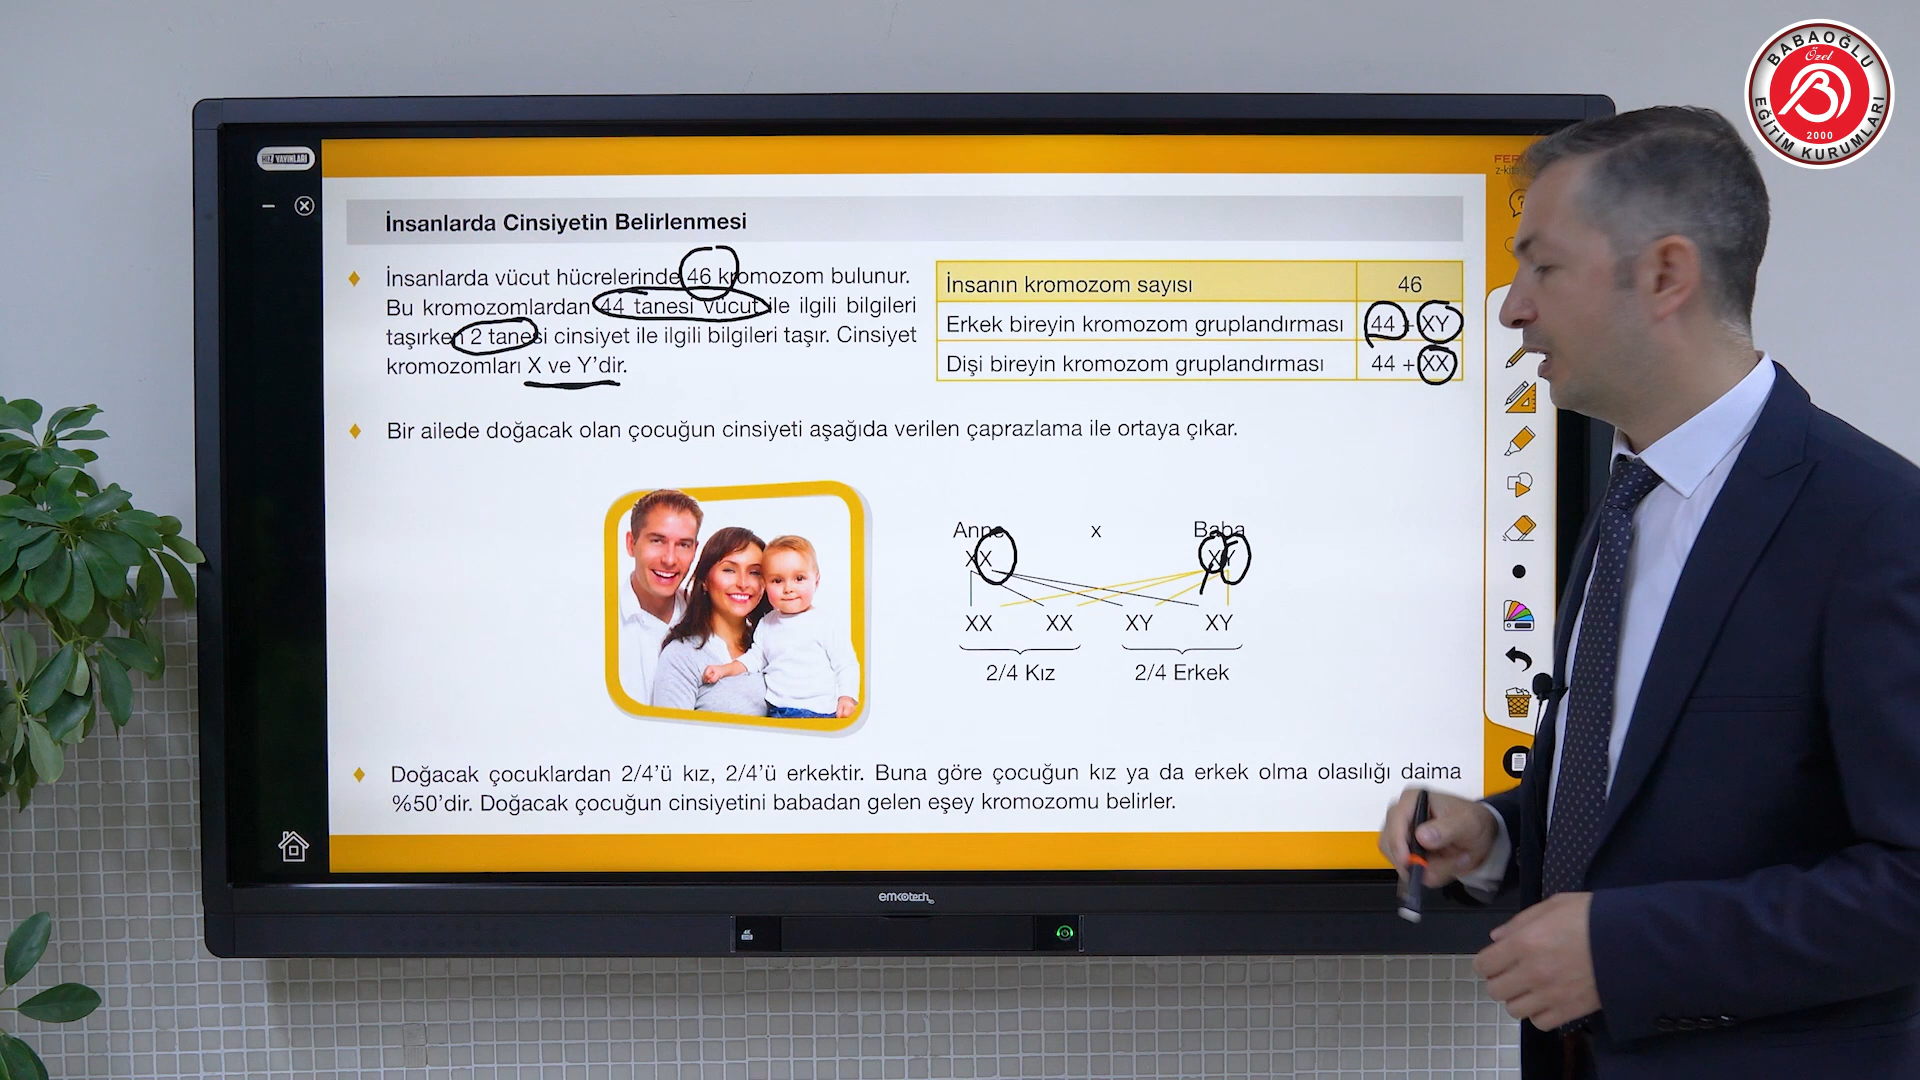 BABAOĞLU
Özel
B
2000
EĞİTİM KURUMLARI
HIZ YAYINLARI
İnsanlarda Cinsiyetin Belirlenmesi
İnsanlarda vücut hücrelerinde 46 kromozom bulunur.
Bu kromozomlardan 44 tanesi vücut ile ilgili bilgileri
taşırken 2 tanesi cinsiyet ile ilgili bilgileri taşır. Cinsiyet
kromozomları X ve Y'dir.
İnsanın kromozom sayısı 46
Erkek bireyin kromozom gruplandırması 44 + XY
Dişi bireyin kromozom gruplandırması 44 + XX
Bir ailede doğacak olan çocuğun cinsiyeti aşağıda verilen çaprazlama ile ortaya çıkar.
Anne x Baba
XX XY
XX XX XY XY
2/4 Kız 2/4 Erkek
Doğacak çocuklardan 2/4'ü kız, 2/4'ü erkektir. Buna göre çocuğun kız ya da erkek olma olasılığı daima
%50'dir. Doğacak çocuğun cinsiyetini babadan gelen eşey kromozomu belirler.
emkotech